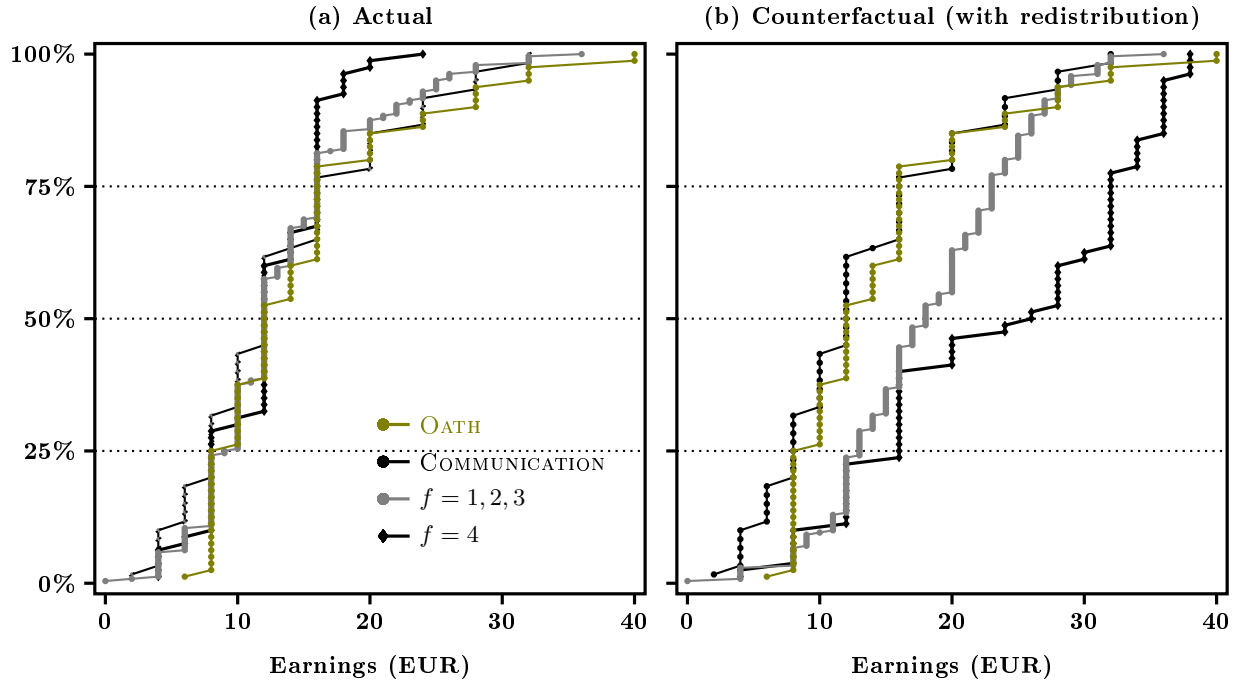 (a) Actual
(b) Counterfactual (with redistribution)
100%
75%
50%
25%
0%
OATH
COMMUNICATION
f = 1, 2, 3
f = 4
0 10 20 30 40
0 10 20 30 40
Earnings (EUR)
Earnings (EUR)